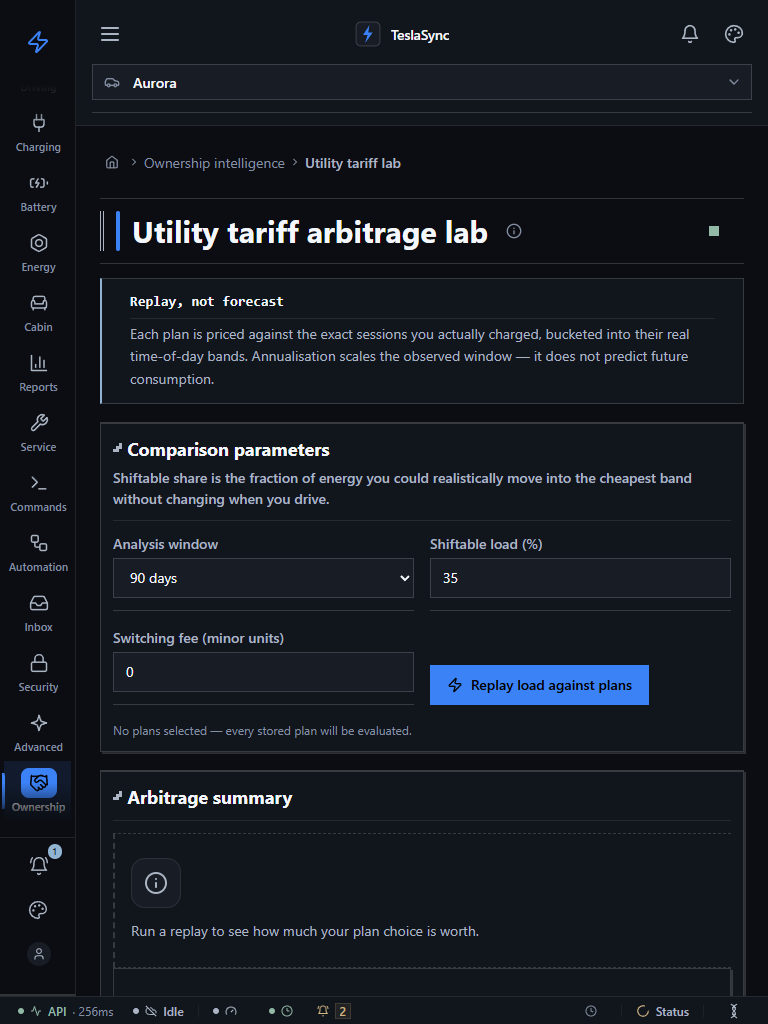 TeslaSync
Aurora
Charging
Battery
Energy
Cabin
Reports
Service
Commands
Automation
Inbox
Security
Advanced
Ownership
1
Ownership intelligence
Utility tariff lab
Utility tariff arbitrage lab
Replay, not forecast
Each plan is priced against the exact sessions you actually charged, bucketed into their real
time-of-day bands. Annualisation scales the observed window — it does not predict future
consumption.
Comparison parameters
Shiftable share is the fraction of energy you could realistically move into the cheapest band
without changing when you drive.
Analysis window
90 days
Shiftable load (%)
35
Switching fee (minor units)
0
Replay load against plans
No plans selected — every stored plan will be evaluated.
Arbitrage summary
Run a replay to see how much your plan choice is worth.
API · 256ms
Idle
2
Status